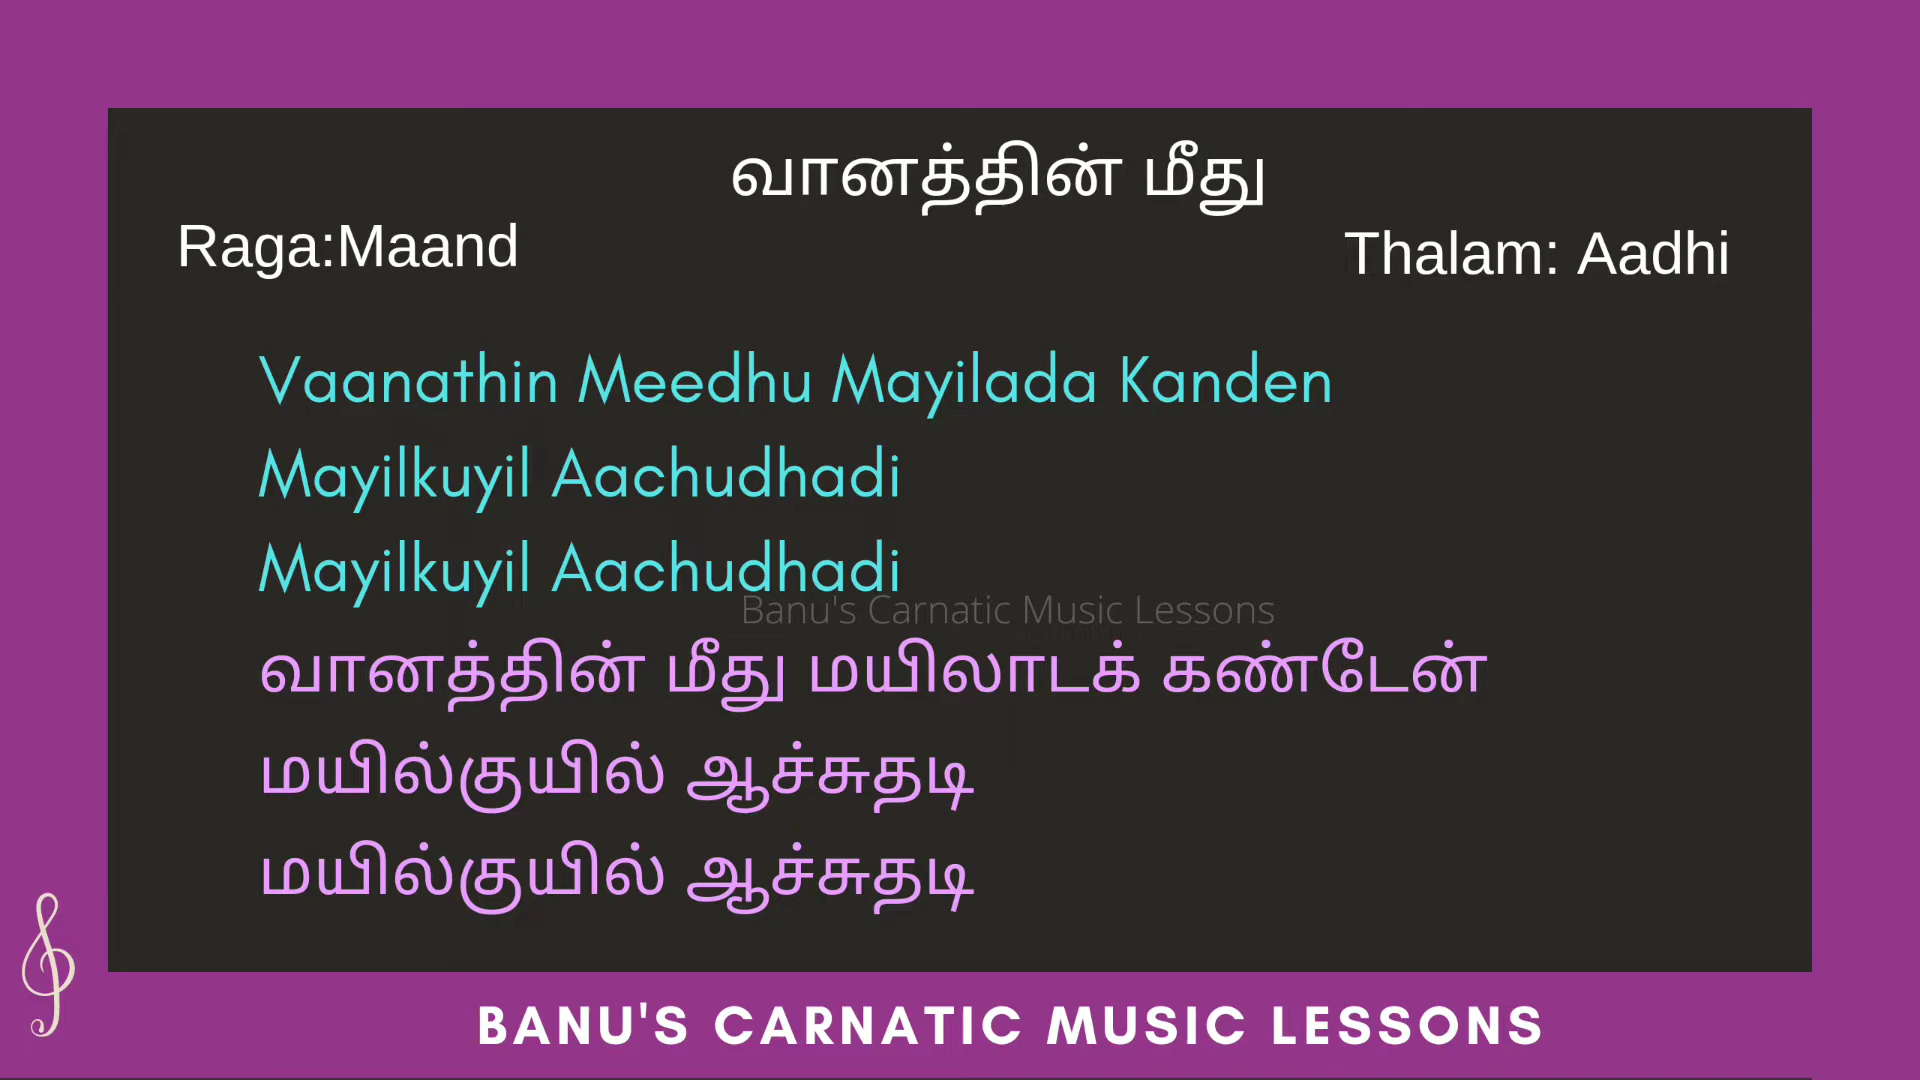 வானத்தின் மீது
Raga:Maand
Thalam: Aadhi
Vaanathin Meedhu Mayilada Kanden
Mayilkuyil Aachudhadi
Mayilkuyil Aachudhadi
Banu's Carnatic Music Lessons
வானத்தின் மீது மயிலாடக் கண்டேன்
மயில்குயில் ஆச்சுதடி
மயில்குயில் ஆச்சுதடி
BANU'S CARNATIC MUSIC LESSONS